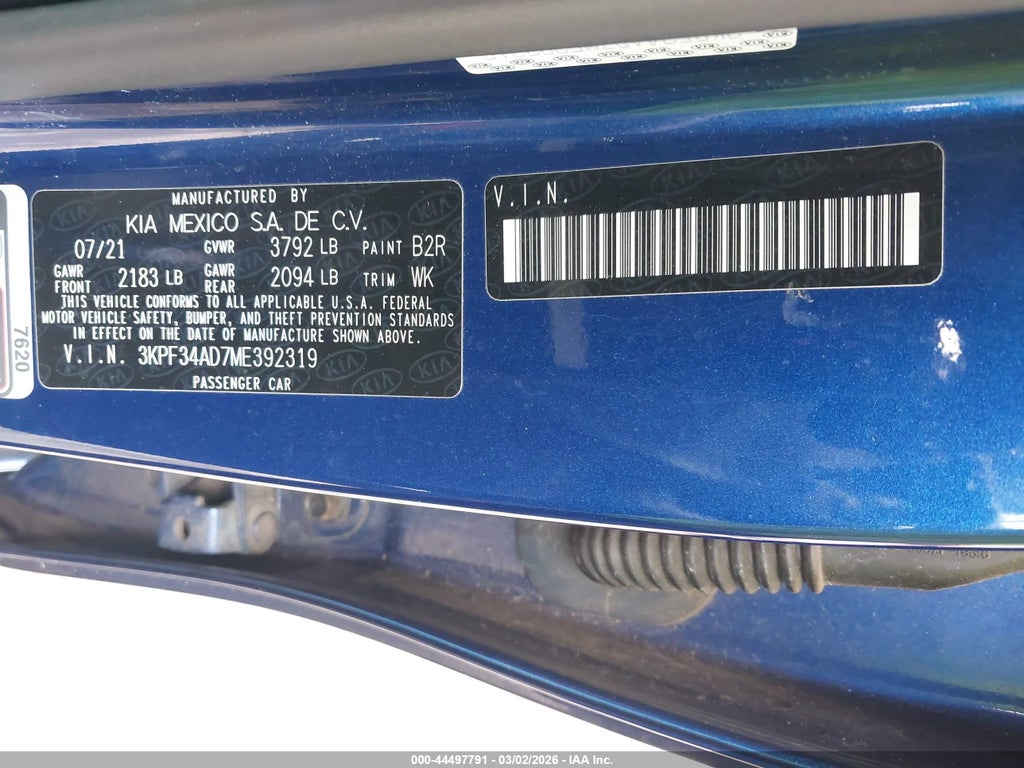 MANUFACTURED BY
KIA MEXICO S.A. DE C.V.
07/21 GVWR 3792 LB PAINT B2R
GAWR FRONT 2183 LB GAWR REAR 2094 LB TRIM WK
THIS VEHICLE CONFORMS TO ALL APPLICABLE U.S.A. FEDERAL
MOTOR VEHICLE SAFETY, BUMPER, AND THEFT PREVENTION STANDARDS
IN EFFECT ON THE DATE OF MANUFACTURE SHOWN ABOVE.
V.I.N. 3KPF34AD7ME392319
PASSENGER CAR
V.I.N.
7620
000-44497791 - 03/02/2026 - IAA Inc.